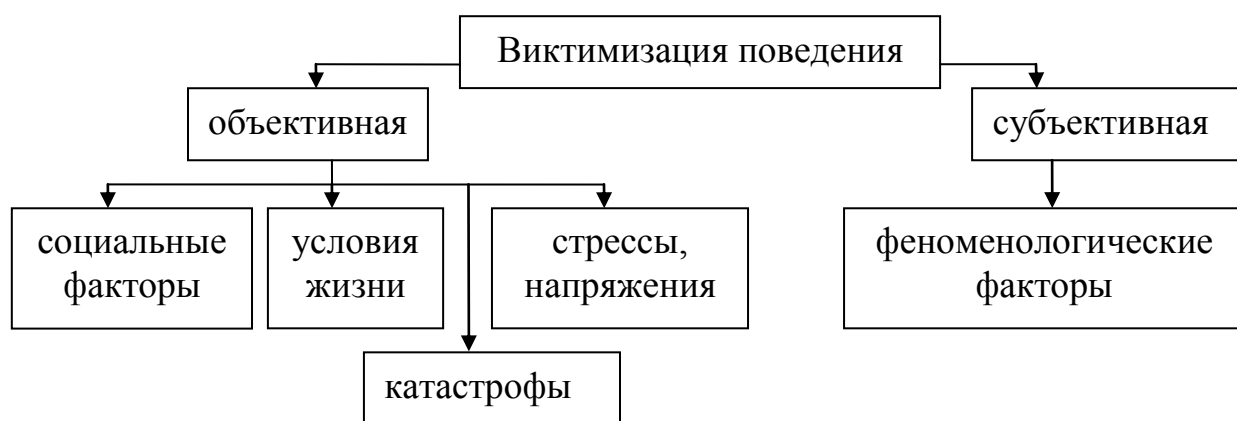 Виктимизация поведения
объективная
субъективная
социальные
факторы
условия
жизни
стрессы,
напряжения
феноменологические
факторы
катастрофы